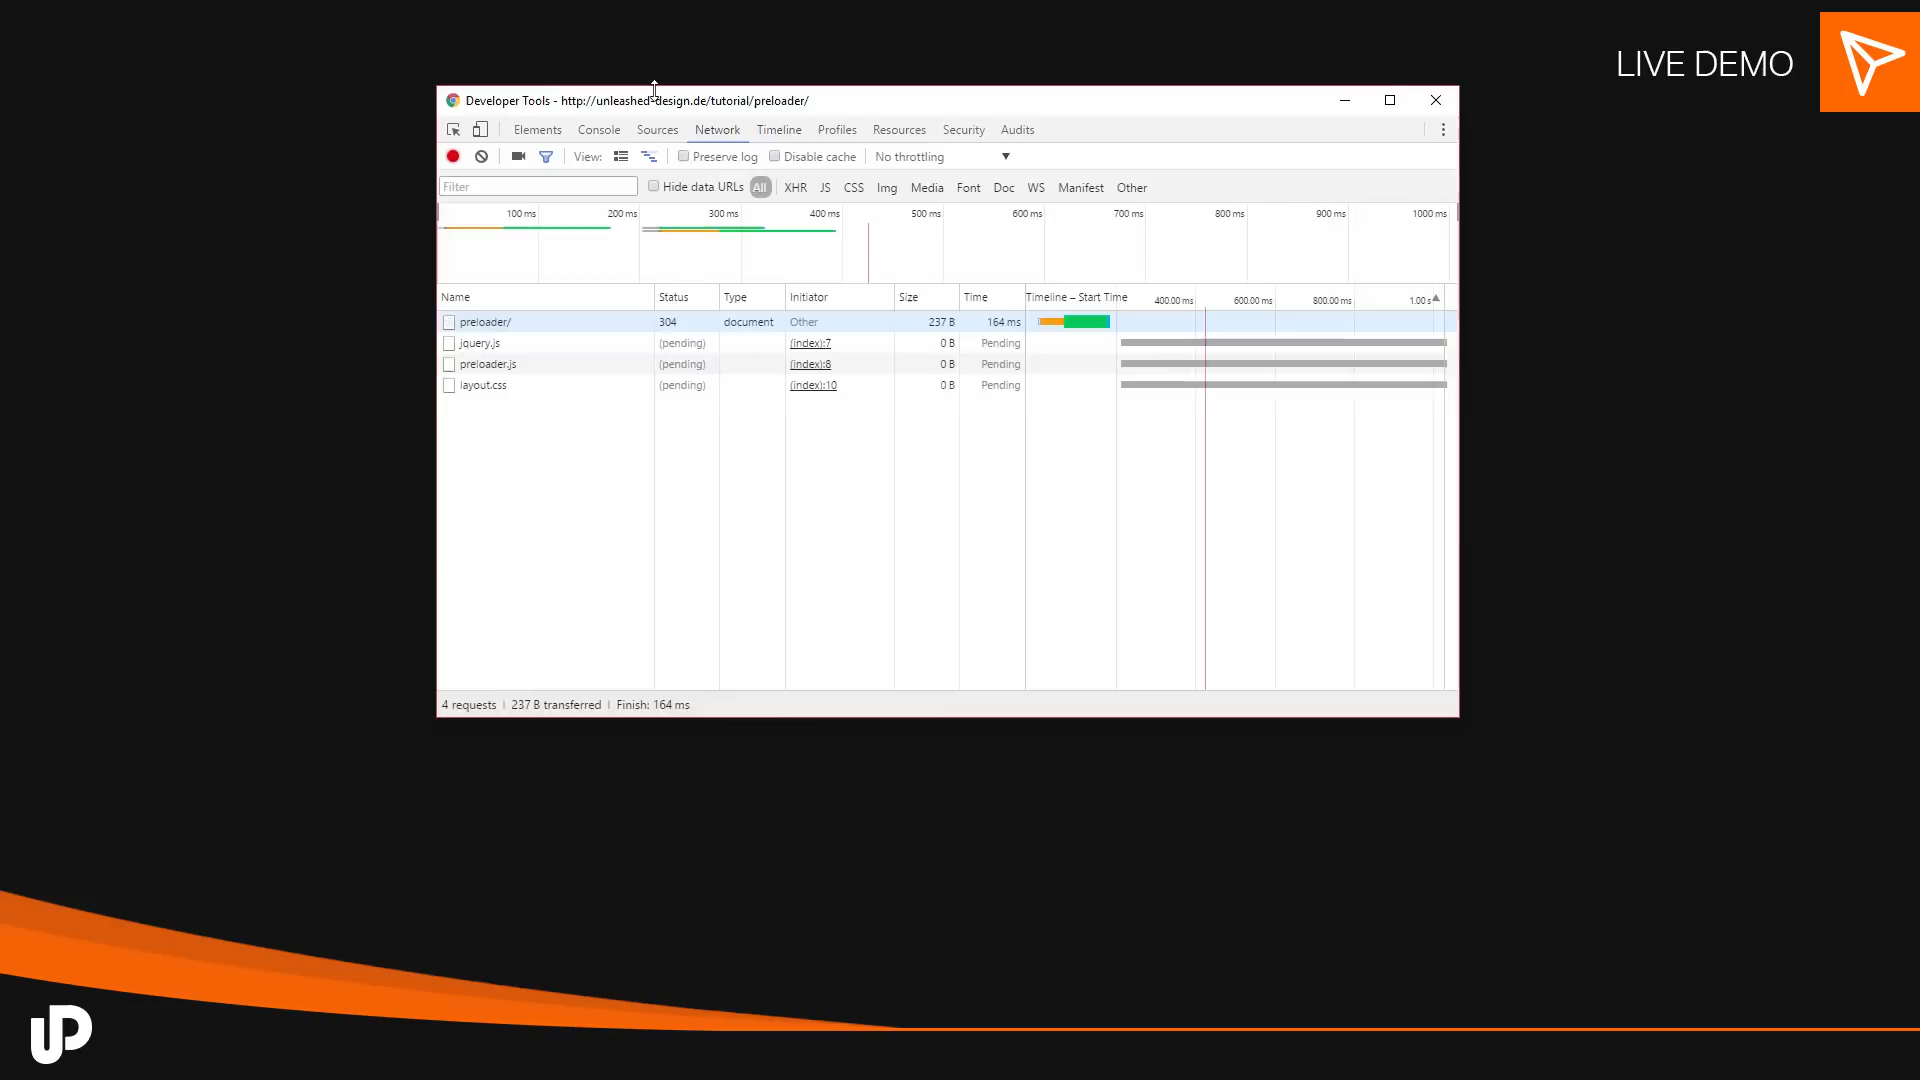 LIVE DEMO
Developer Tools - http://unleashed-design.de/tutorial/preloader/
Elements Console Sources Network Timeline Profiles Resources Security Audits
View: Preserve log Disable cache No throttling
Filter Hide data URLs All XHR JS CSS Img Media Font Doc WS Manifest Other
100 ms 200 ms 300 ms 400 ms 500 ms 600 ms 700 ms 800 ms 900 ms 1000 ms
Name Status Type Initiator Size Time Timeline – Start Time 400.00 ms 600.00 ms 800.00 ms 1.00 s
preloader/ 304 document Other 237 B 164 ms
jquery.js (pending) (index):7 0 B Pending
preloader.js (pending) (index):8 0 B Pending
layout.css (pending) (index):10 0 B Pending
4 requests | 237 B transferred | Finish: 164 ms
UP